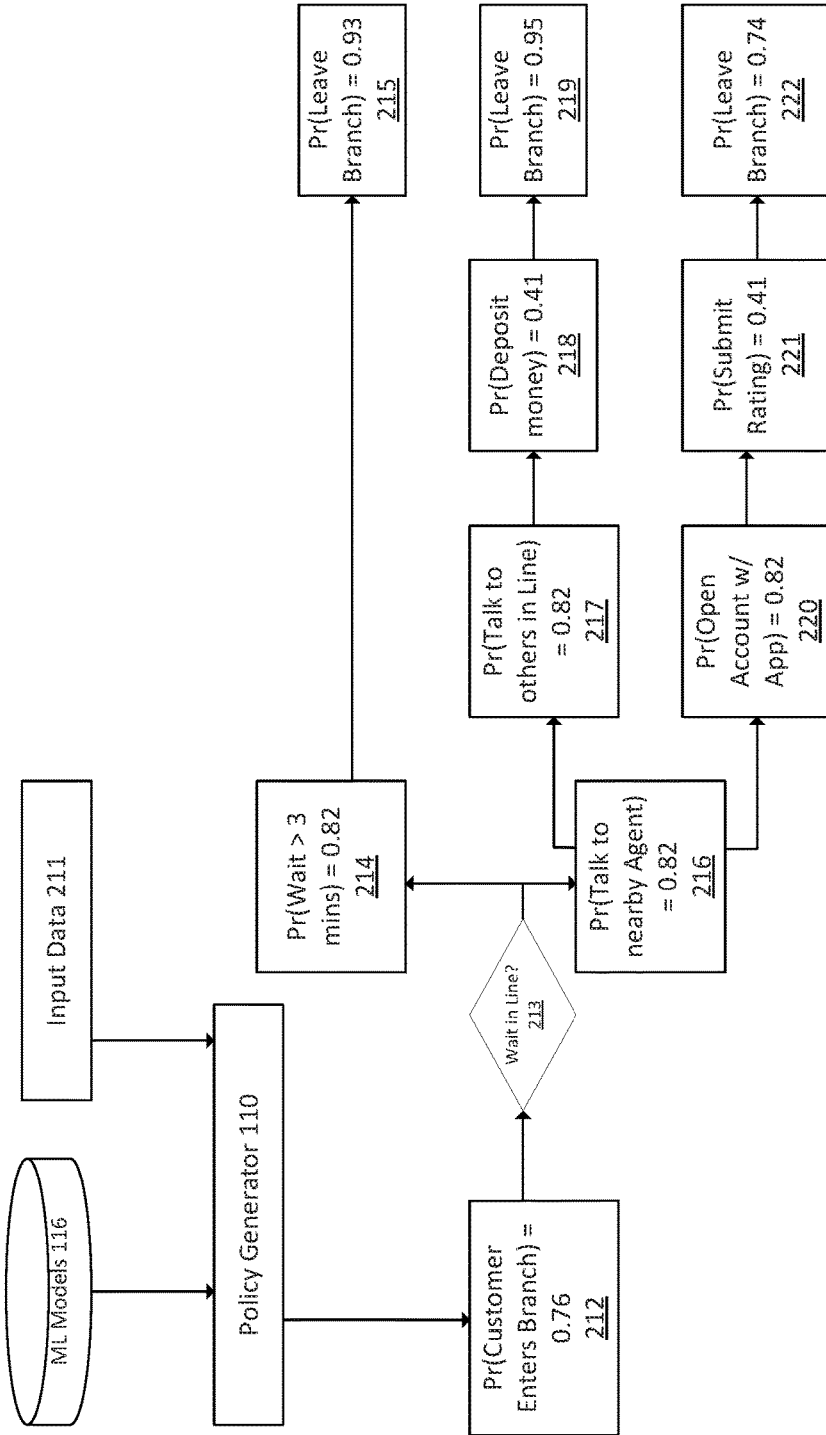 ML Models 116
Input Data 211
Policy Generator 110
Pr(Customer
Enters Branch) =
0.76
212
Wait in Line?
213
Pr(Wait > 3
mins) = 0.82
214
Pr(Leave
Branch) = 0.93
215
Pr(Talk to
nearby Agent)
= 0.82
216
Pr(Talk to
others in Line)
= 0.82
217
Pr(Deposit
money) = 0.41
218
Pr(Leave
Branch) = 0.95
219
Pr(Open
Account w/
App) = 0.82
220
Pr(Submit
Rating) = 0.41
221
Pr(Leave
Branch) = 0.74
222